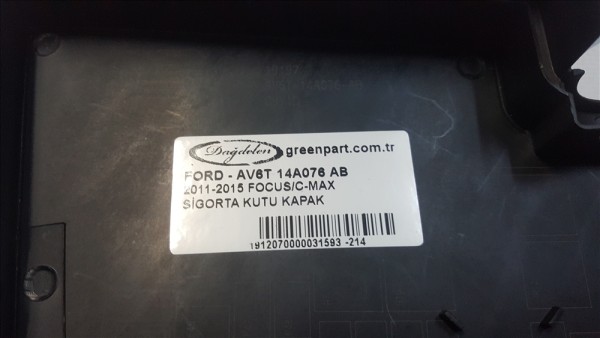 Dağdelen greenpart.com.tr
FORD - AV6T 14A076 AB
2011-2015 FOCUS/C-MAX
SİGORTA KUTU KAPAK
1912070000031593 -214